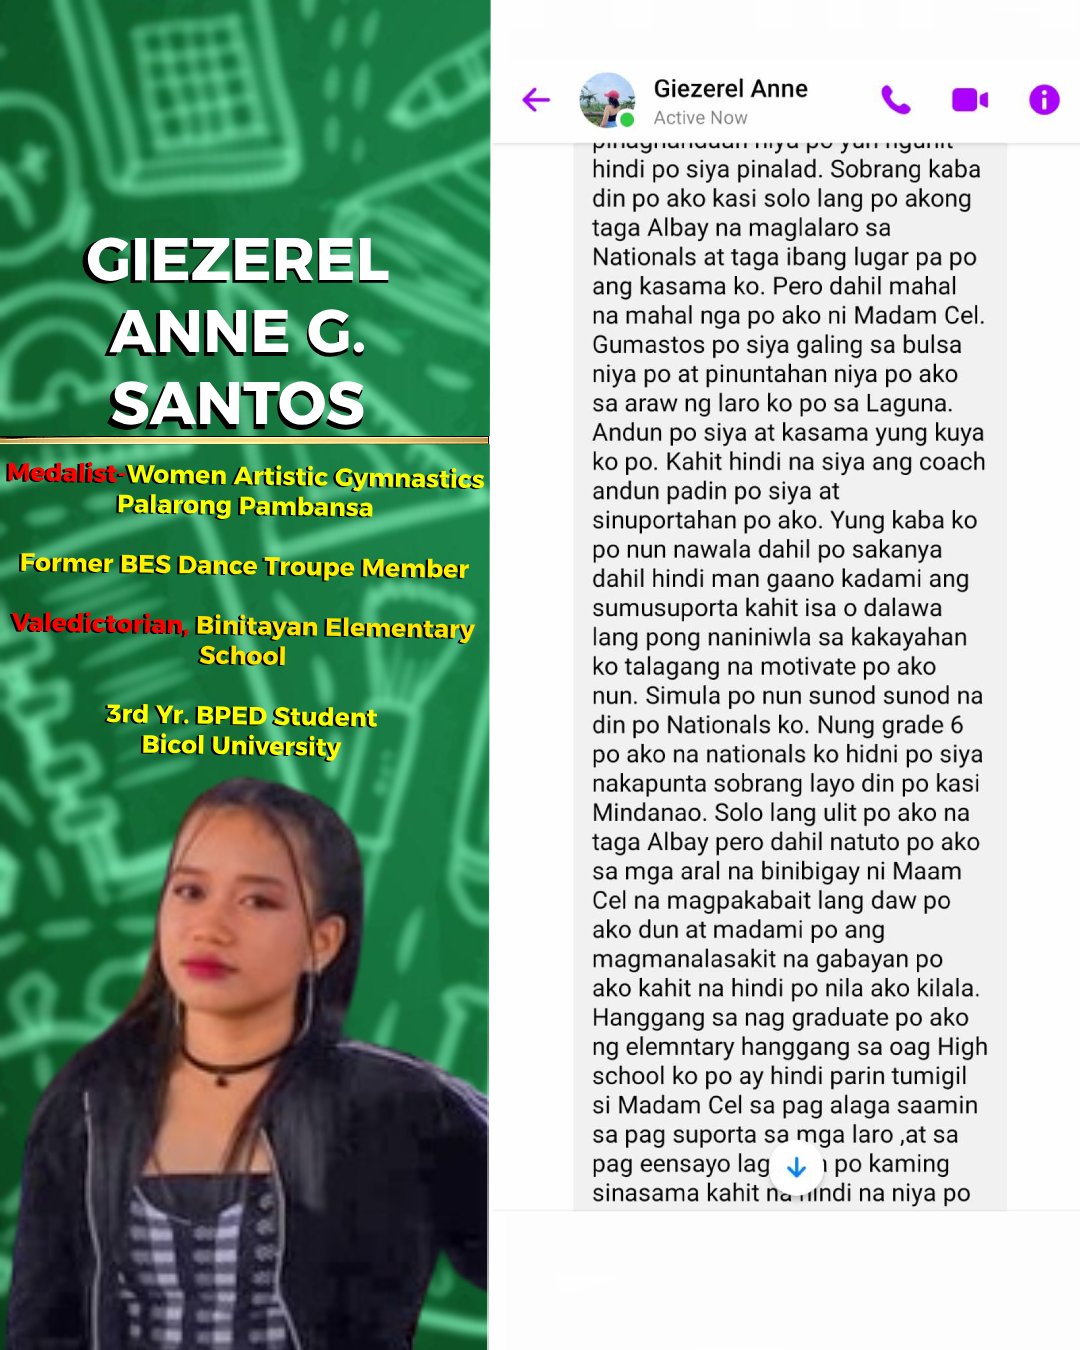 GIEZEREL
ANNE G.
SANTOS
Medalist-Women Artistic Gymnastics
Palarong Pambansa
Former BES Dance Troupe Member
Valedictorian, Binitayan Elementary
School
3rd Yr. BPED Student
Bicol University
Giezerel Anne
Active Now
niya po yun ngunit
hindi po siya pinalad. Sobrang kaba
din po ako kasi solo lang po akong
taga Albay na maglalaro sa
Nationals at taga ibang lugar pa po
ang kasama ko. Pero dahil mahal
na mahal nga po ako ni Madam Cel.
Gumastos po siya galing sa bulsa
niya po at pinuntahan niya po ako
sa araw ng laro ko po sa Laguna.
Andun po siya at kasama yung kuya
ko po. Kahit hindi na siya ang coach
andun padin po siya at
sinuportahan po ako. Yung kaba ko
po nun nawala dahil po sakanya
dahil hindi man gaano kadami ang
sumusuporta kahit isa o dalawa
lang pong naniniwla sa kakayahan
ko talagang na motivate po ako
nun. Simula po nun sunod sunod na
din po Nationals ko. Nung grade 6
po ako na nationals ko hidni po siya
nakapunta sobrang layo din po kasi
Mindanao. Solo lang ulit po ako na
taga Albay pero dahil natuto po ako
sa mga aral na binibigay ni Maam
Cel na magpakabait lang daw po
ako dun at madami po ang
magmanalasakit na gabayan po
ako kahit na hindi po nila ako kilala.
Hanggang sa nag graduate po ako
ng elemntary hanggang sa oag High
school ko po ay hindi parin tumigil
si Madam Cel sa pag alaga saamin
sa pag suporta sa mga laro ,at sa
pag eensayo po kaming
sinasama kahit na hindi na niya po